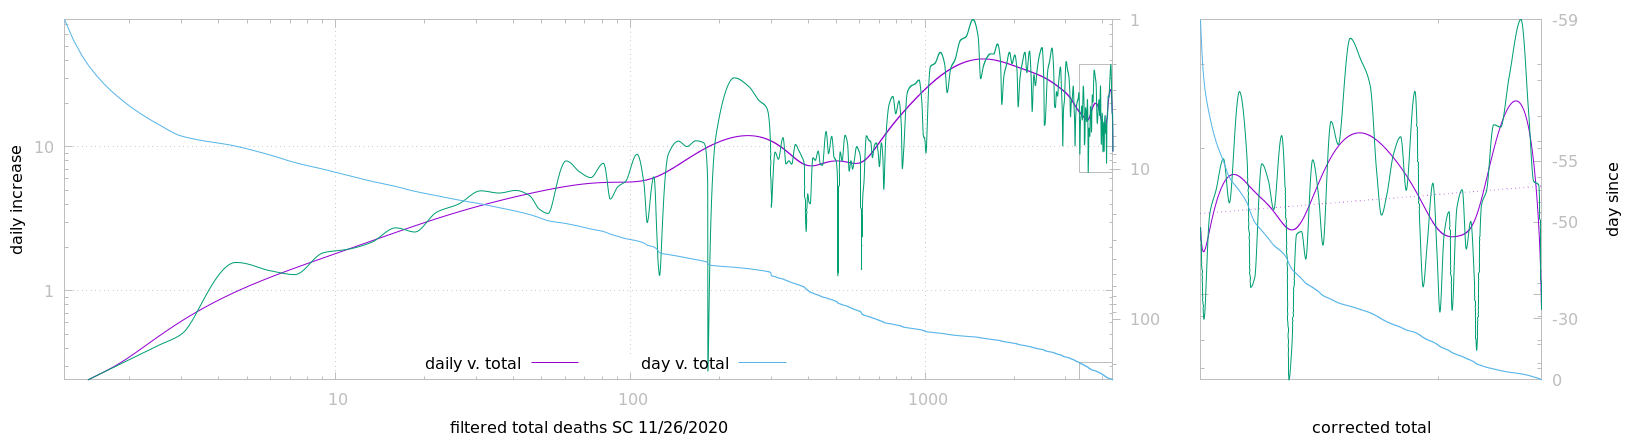 daily increase
10
1
daily v. total
day v. total
10
100
1000
filtered total deaths SC 11/26/2020
1
10
100
-59
-55
-50
-30
0
day since
corrected total